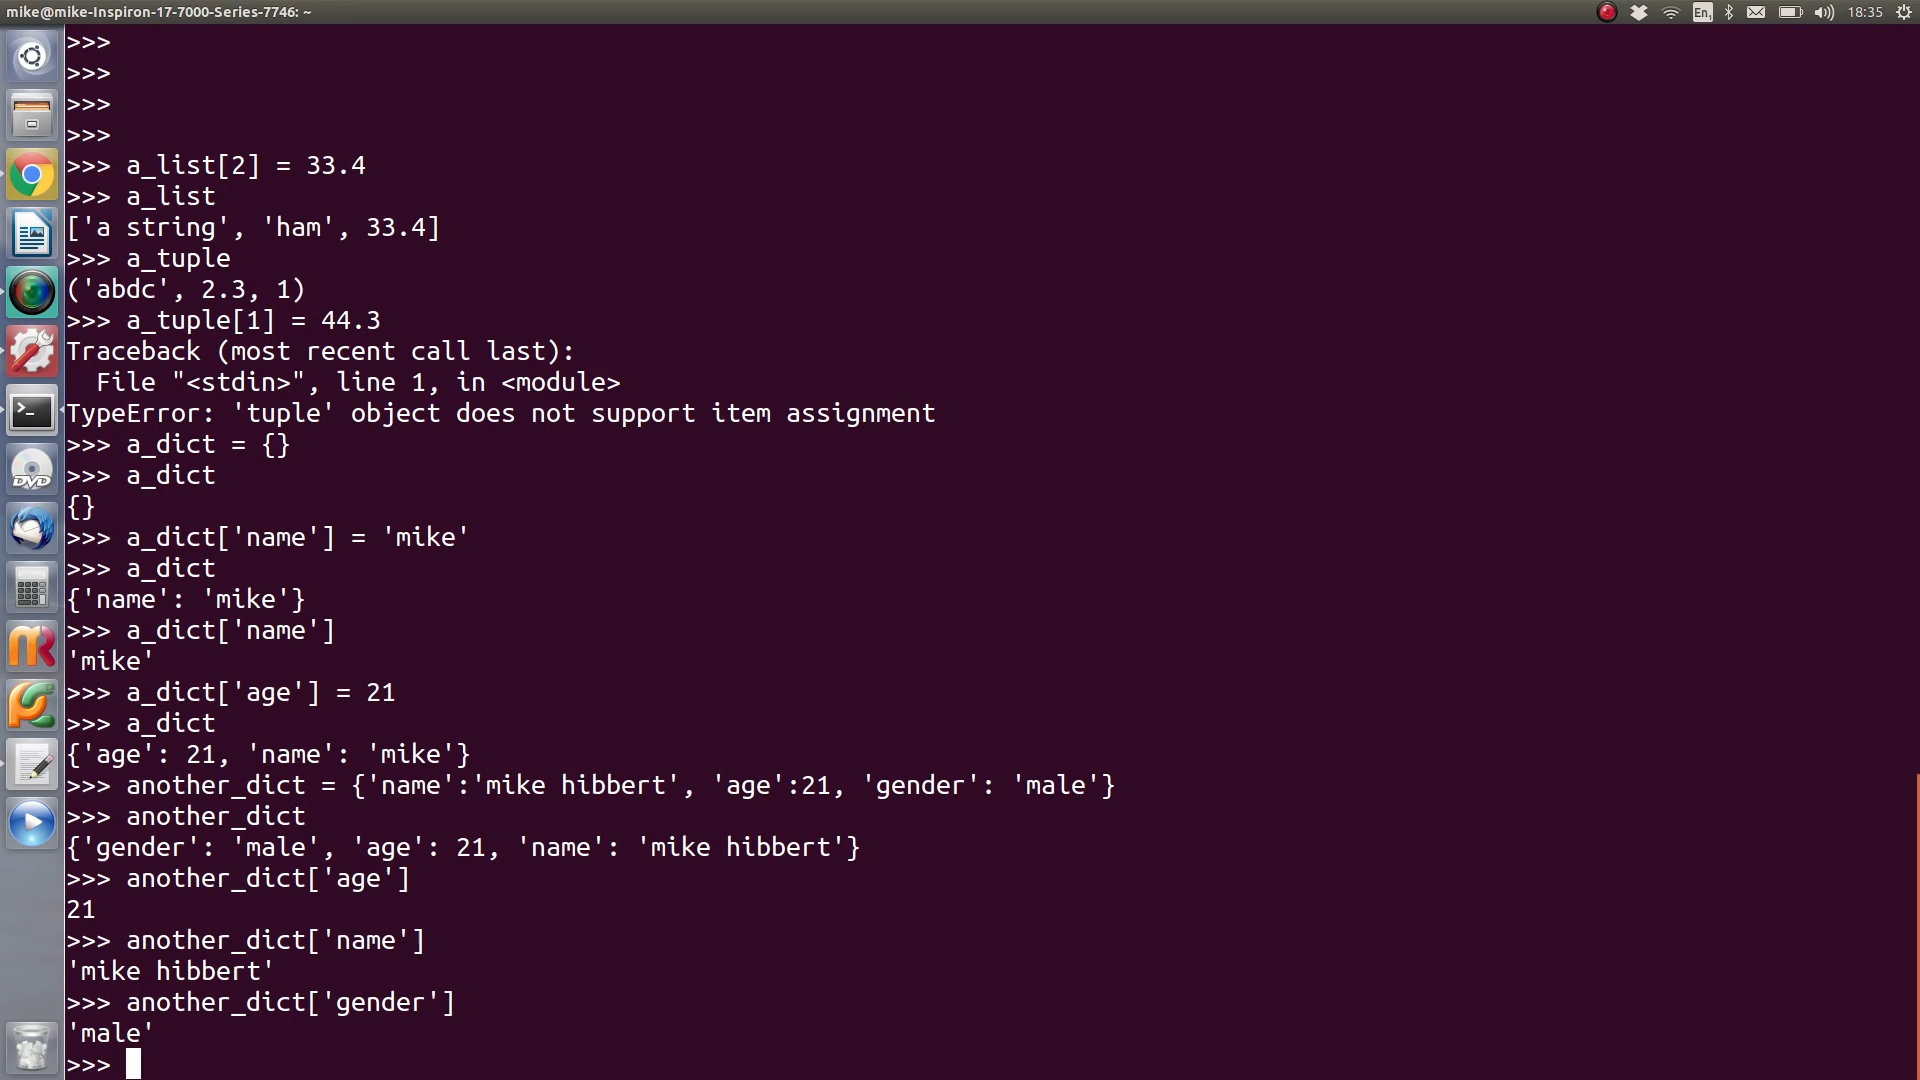 mike@mike-Inspiron-17-7000-Series-7746: ~
En1
18:35
>>>
>>>
>>>
>>>
>>> a_list[2] = 33.4
>>> a_list
['a string', 'ham', 33.4]
>>> a_tuple
('abdc', 2.3, 1)
>>> a_tuple[1] = 44.3
Traceback (most recent call last):
  File "<stdin>", line 1, in <module>
TypeError: 'tuple' object does not support item assignment
>>> a_dict = {}
>>> a_dict
{}
>>> a_dict['name'] = 'mike'
>>> a_dict
{'name': 'mike'}
>>> a_dict['name']
'mike'
>>> a_dict['age'] = 21
>>> a_dict
{'age': 21, 'name': 'mike'}
>>> another_dict = {'name':'mike hibbert', 'age':21, 'gender': 'male'}
>>> another_dict
{'gender': 'male', 'age': 21, 'name': 'mike hibbert'}
>>> another_dict['age']
21
>>> another_dict['name']
'mike hibbert'
>>> another_dict['gender']
'male'
>>>
>_
DVD